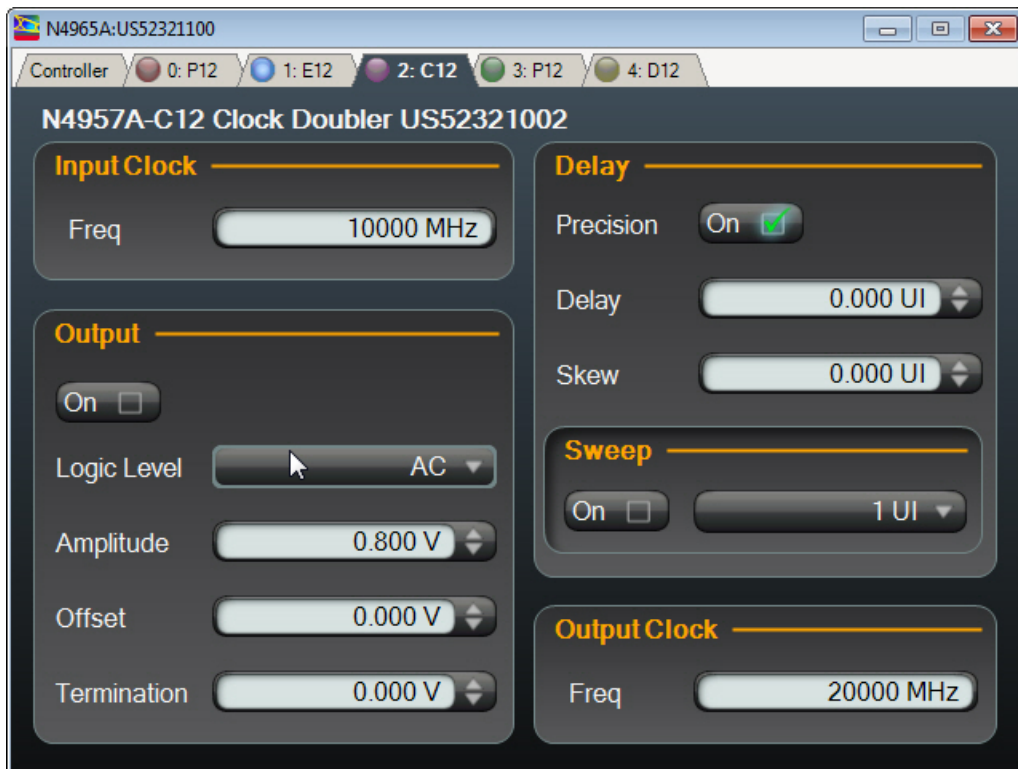 N4965A:US52321100
Controller 0: P12 1: E12 2: C12 3: P12 4: D12
N4957A-C12 Clock Doubler US52321002
Input Clock
Freq 10000 MHz
Output
On
Logic Level AC
Amplitude 0.800 V
Offset 0.000 V
Termination 0.000 V
Delay
Precision On
Delay 0.000 UI
Skew 0.000 UI
Sweep
On 1 UI
Output Clock
Freq 20000 MHz